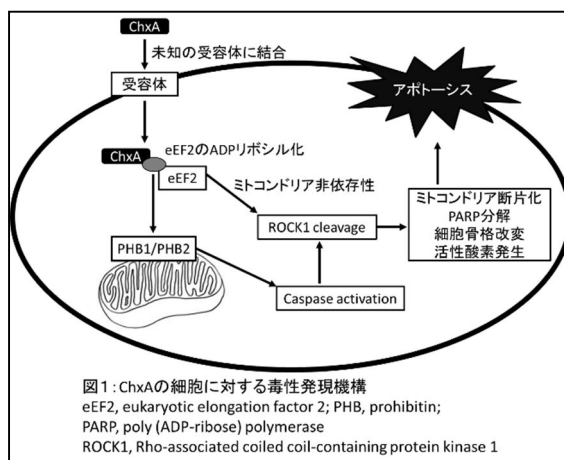 ChxA
未知の受容体に結合
受容体
アポトーシス
ChxA
eEF2のADPリボシル化
eEF2
ミトコンドリア非依存性
ROCK1 cleavage
ミトコンドリア断片化
PARP分解
細胞骨格改変
活性酸素発生
PHB1/PHB2
Caspase activation
図1：ChxAの細胞に対する毒性発現機構
eEF2, eukaryotic elongation factor 2; PHB, prohibitin;
PARP, poly (ADP-ribose) polymerase
ROCK1, Rho-associated coiled coil-containing protein kinase 1